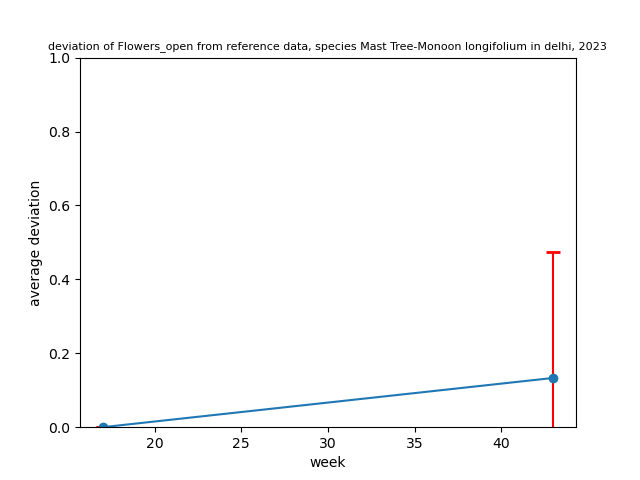 deviation of Flowers_open from reference data, species Mast Tree-Monoon longifolium in delhi, 2023
1.0
0.8
0.6
0.4
0.2
0.0
average deviation
20 25 30 35 40
week